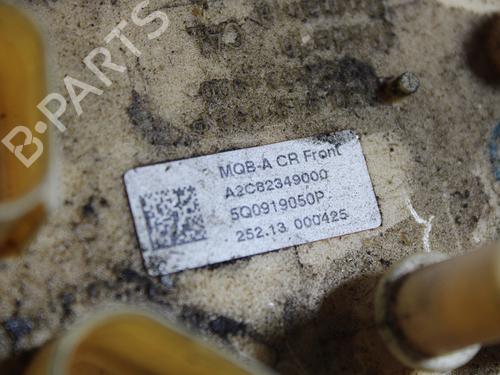 B-PARTS
MQB-A CR Front
A2C82349000
5Q0919050P
252.13 000425